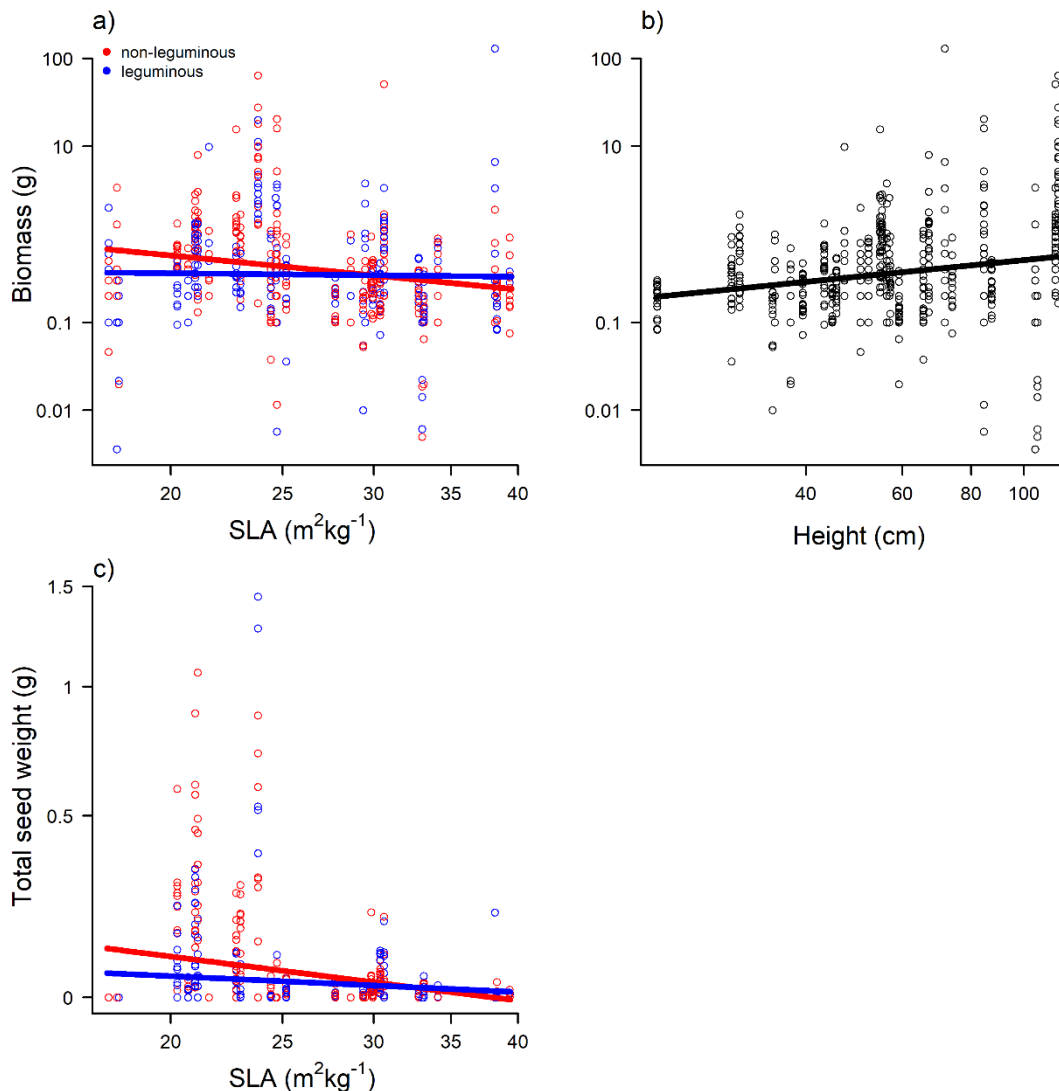 a)
non-leguminous
leguminous
100
10
0.1
0.01
Biomass (g)
20 25 30 35 40
SLA (m²kg⁻¹)
b)
100
10
0.1
0.01
40 60 80 100
Height (cm)
c)
1.5
1
0.5
0
Total seed weight (g)
20 25 30 35 40
SLA (m²kg⁻¹)